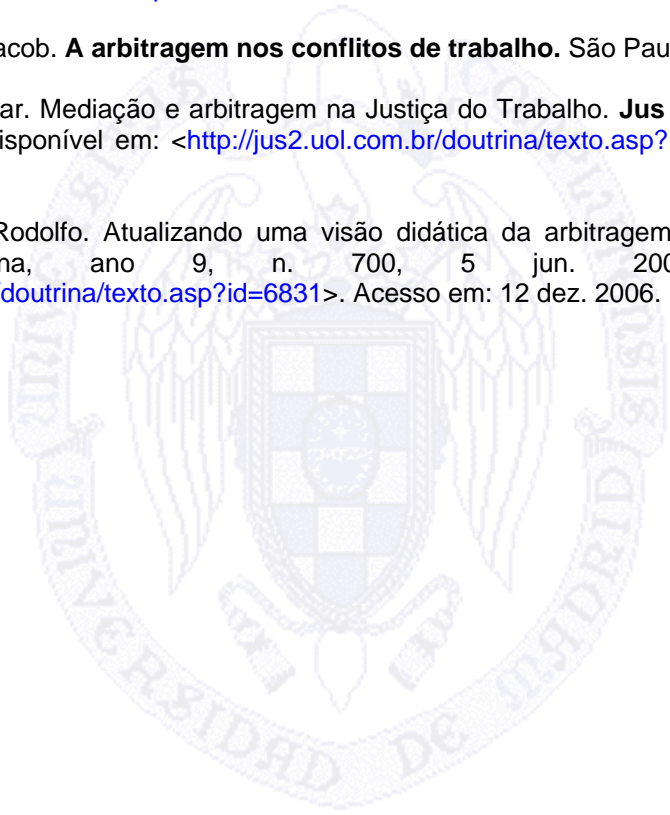 acob. A arbitragem nos conflitos de trabalho. São Pau
ar. Mediação e arbitragem na Justiça do Trabalho. Jus
isponível em: <http://jus2.uol.com.br/doutrina/texto.asp?
Rodolfo. Atualizando uma visão didática da arbitragem
na, ano 9, n. 700, 5 jun. 200
/doutrina/texto.asp?id=6831>. Acesso em: 12 dez. 2006.
DE MADRID